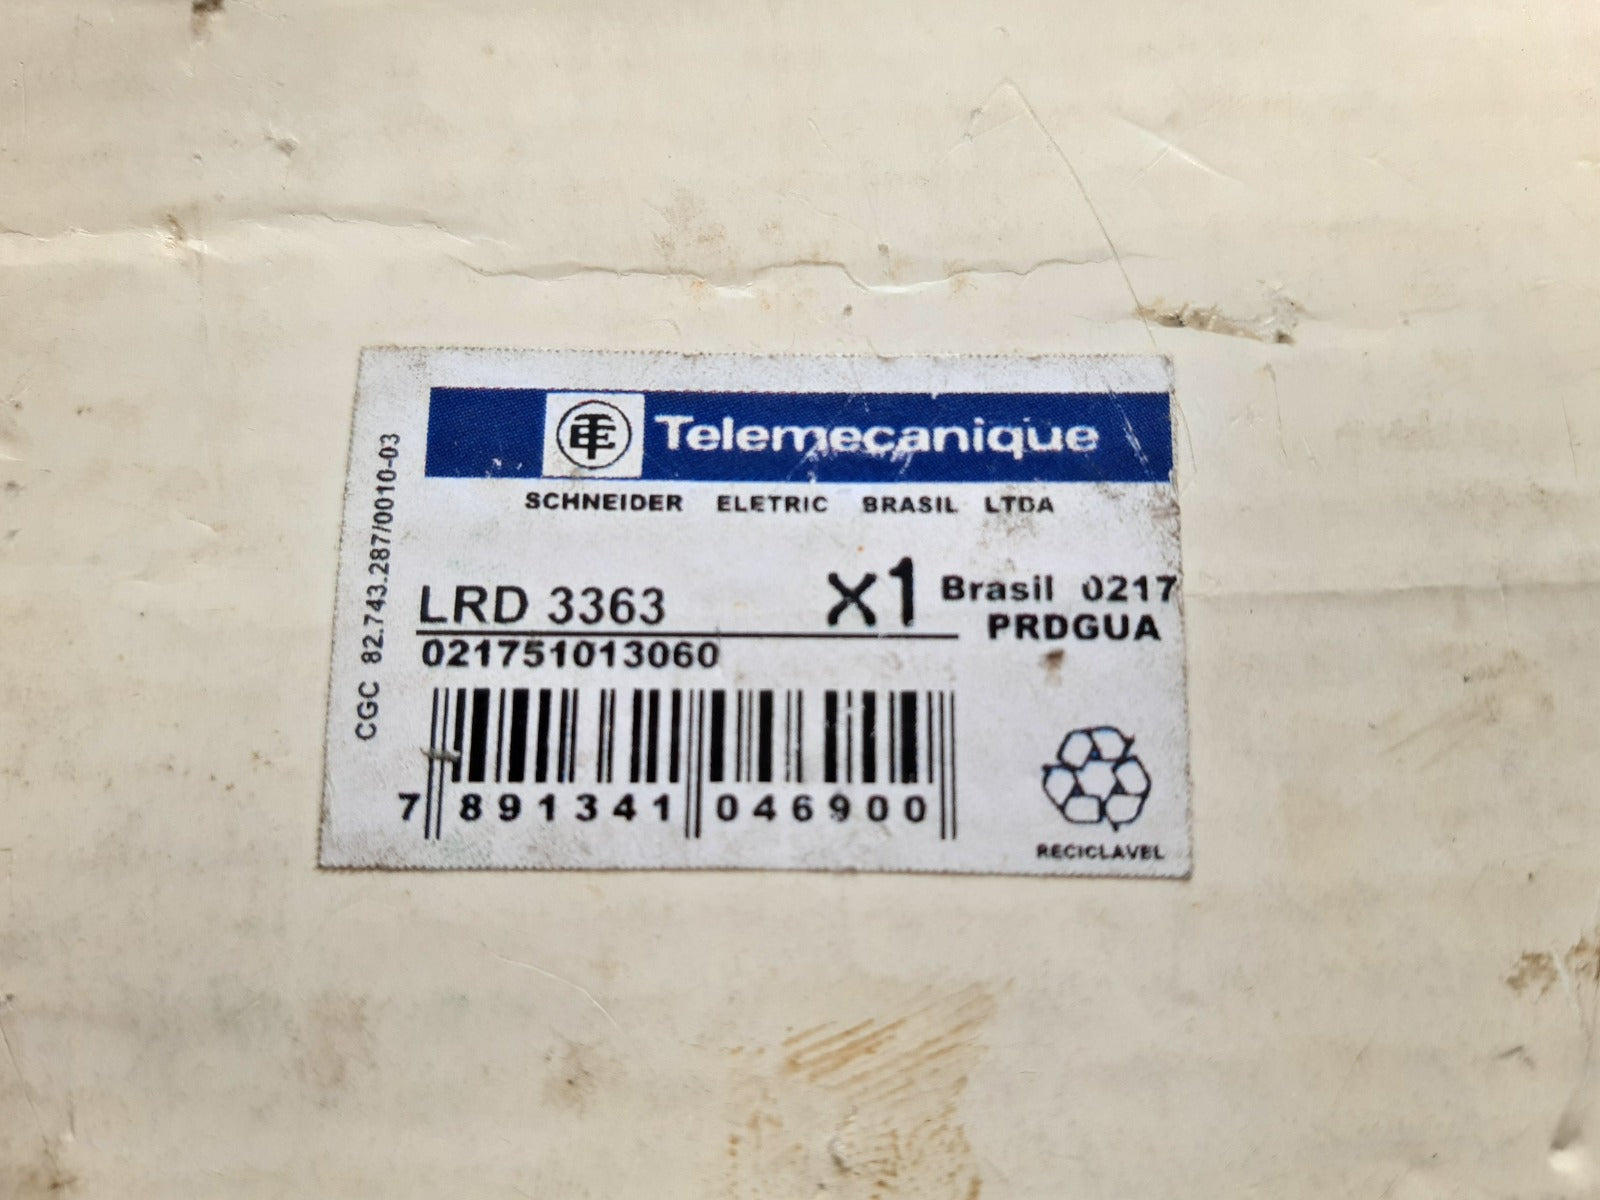 TE Telemecanique
SCHNEIDER ELETRIC BRASIL LTDA
CGC 82.743.287/0010-03
LRD 3363 x1 Brasil 0217
PRDGUA
021751013060
7 891341 046900
RECICLAVEL